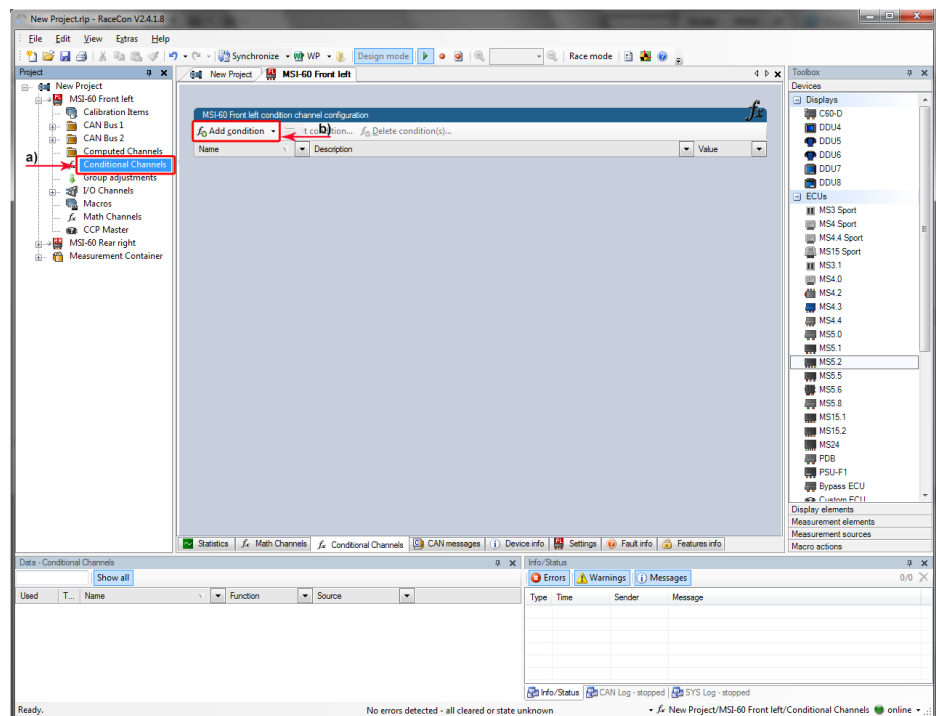 New Project.rlp - RaceCon V2.4.1.8
File Edit View Extras Help
Synchronize WP Design mode Race mode
Project
New Project
MSI-60 Front left
Calibration Items
CAN Bus 1
CAN Bus 2
Computed Channels
a)
Conditional Channels
Group adjustments
I/O Channels
Macros
Math Channels
CCP Master
MSI-60 Rear right
Measurement Container
New Project MSI-60 Front left
MSI-60 Front left condition channel configuration
fx
Add condition b) t condition... Delete condition(s)...
Name Description Value
Statistics Math Channels Conditional Channels CAN messages Device info Settings Fault info Features info
Toolbox
Devices
Displays
C60-D
DDU4
DDU5
DDU6
DDU7
DDU8
ECUs
MS3 Sport
MS4 Sport
MS4.4 Sport
MS15 Sport
MS3.1
MS4.0
MS4.2
MS4.3
MS4.4
MS5.0
MS5.1
MS5.2
MS5.5
MS5.6
MS5.8
MS15.1
MS15.2
MS24
PDB
PSU-F1
Bypass ECU
Custom ECU
Display elements
Measurement elements
Measurement sources
Macro actions
Data - Conditional Channels
Show all
Used T... Name Function Source
Info/Status
Errors Warnings Messages 0/0
Type Time Sender Message
Info/Status CAN Log - stopped SYS Log - stopped
Ready. No errors detected - all cleared or state unknown fx New Project/MSI-60 Front left/Conditional Channels online